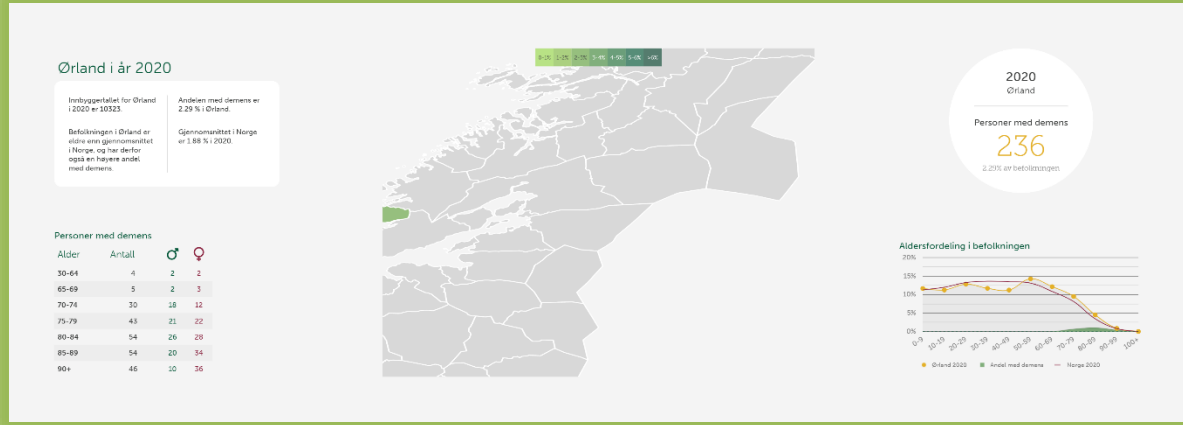 Ørland i år 2020
Innbyggertallet for Ørland
i 2020 er 10323.
Befolkningen i Ørland er
eldre enn gjennomsnittet
i Norge, og har derfor
også en høyere andel
med demens.
Andelen med demens er
2.29 % i Ørland.
Gjennomsnittet i Norge
er 1.88 % i 2020.
Personer med demens
Alder Antall ♂ ♀
30-64 4 2 2
65-69 5 2 3
70-74 30 18 12
75-79 43 21 22
80-84 54 26 28
85-89 54 20 34
90+ 46 10 36
0-1% 1-2% 2-3% 3-4% 4-5% 5-6% >6%
2020
Ørland
Personer med demens
236
2.29% av befolkningen
Aldersfordeling i befolkningen
20%
15%
10%
5%
0%
0-9 10-19 20-29 30-39 40-49 50-59 60-69 70-79 80-89 90-99 100+
Ørland 2020 Andel med demens Norge 2020